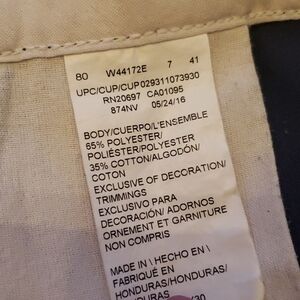 80 W44172E 7 41
UPC/CUP/CUP029311073930
RN20697 CA01095
874NV 05/24/16
BODY/CUERPO/L'ENSEMBLE
65% POLYESTER/
POLIÉSTER/POLYESTER
35% COTTON/ALGODÓN/
COTON
EXCLUSIVE OF DECORATION/
TRIMMINGS
EXCLUSIVO PARA
DECORACIÓN/ ADORNOS
ORNEMENT ET GARNITURE
NON COMPRIS
MADE IN \ HECHO EN \
FABRIQUÉ EN
HONDURAS/HONDURAS/